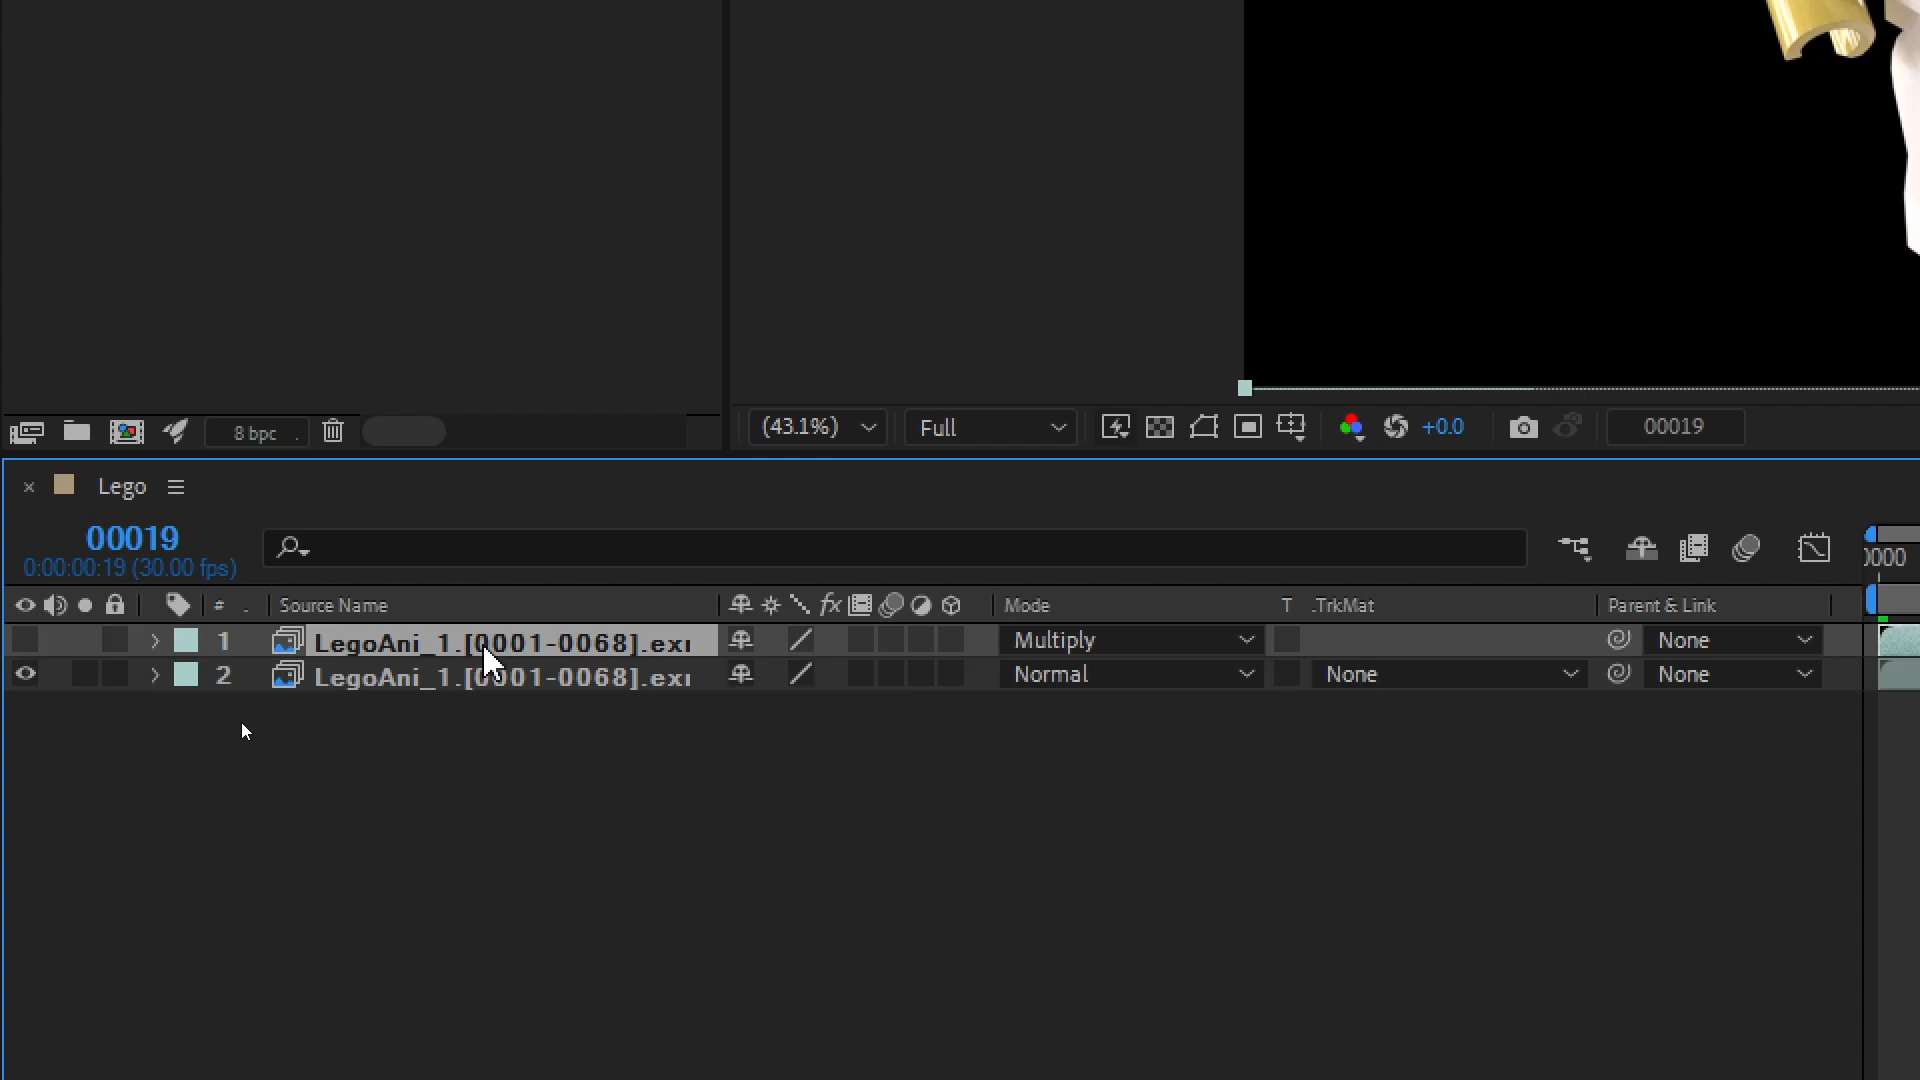 8 bpc
(43.1%) Full +0.0 00019
Lego
00019
0:00:00:19 (30.00 fps)
# Source Name fx Mode T .TrkMat Parent & Link
1 LegoAni_1.[0001-0068].exr Multiply None
2 LegoAni_1.[0001-0068].exr Normal None None